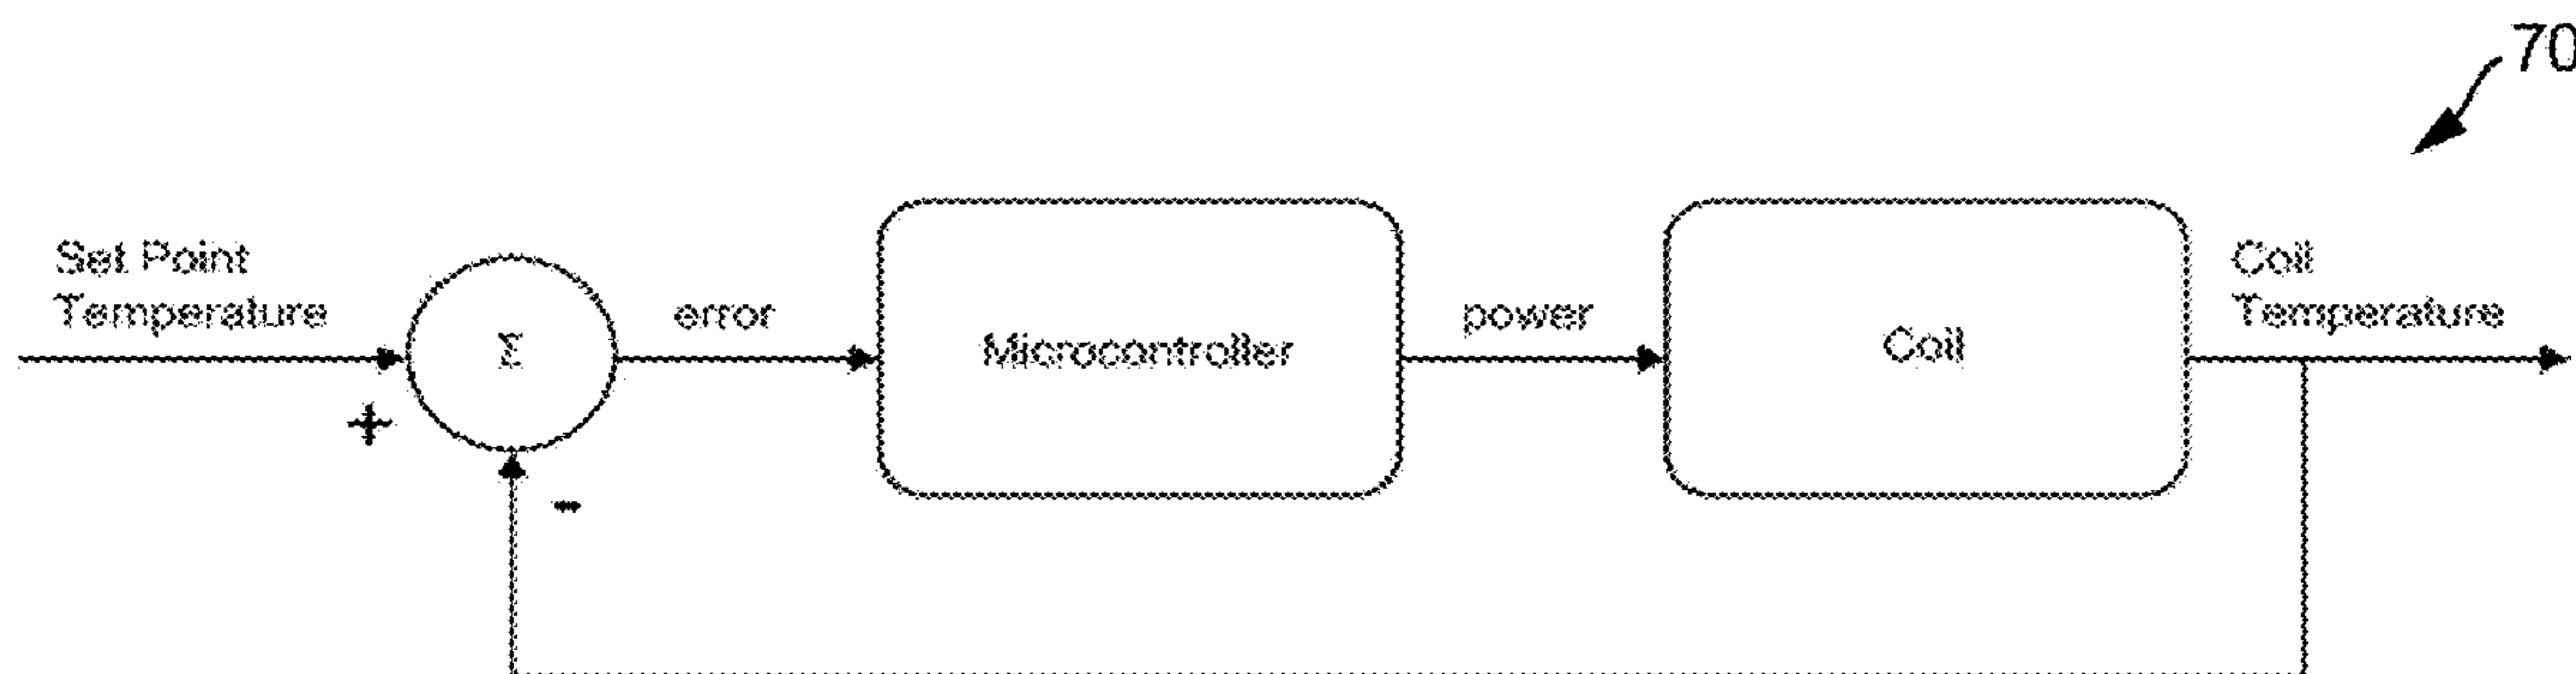 70
Set Point
Temperature
Σ
error
Microcontroller
power
Coil
Coil
Temperature
+
-